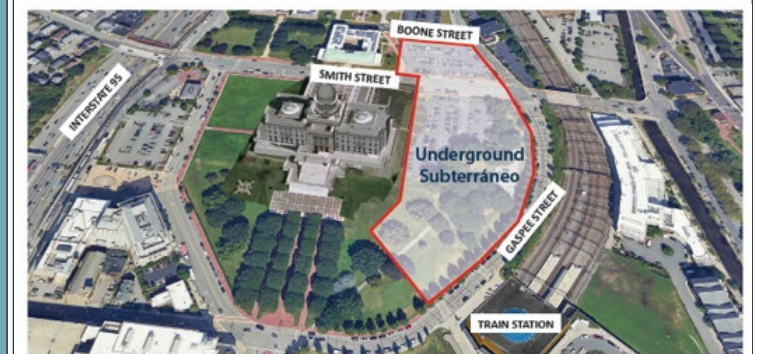 BOONE STREET
SMITH STREET
INTERSTATE 95
Underground
Subterráneo
GASPEE STREET
TRAIN STATION